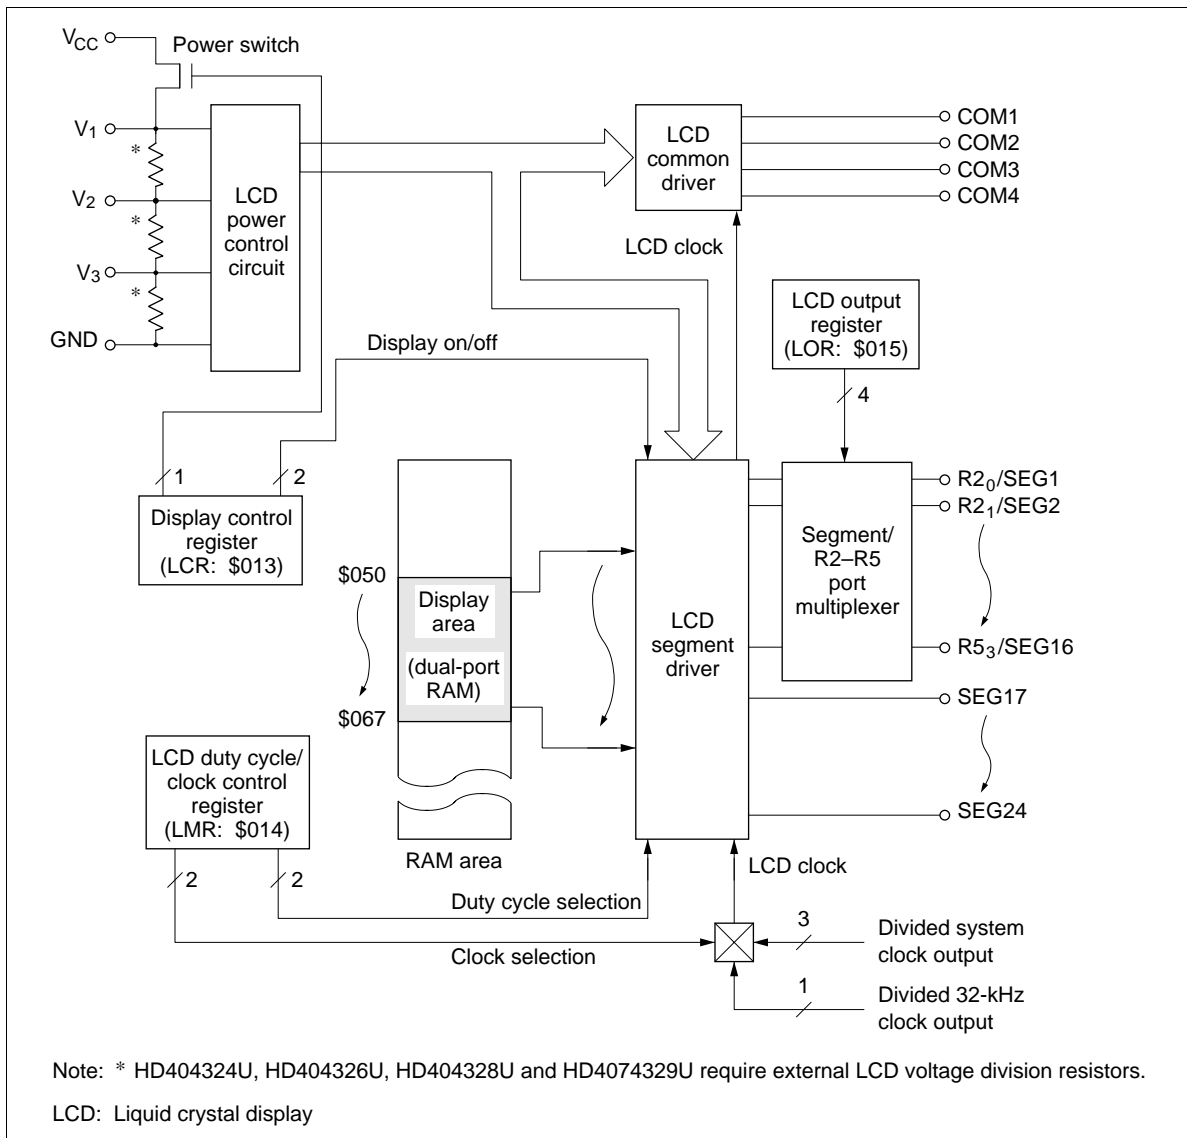 VCC
Power switch
V1
*
V2
*
V3
*
GND
LCD
power
control
circuit
LCD
common
driver
COM1
COM2
COM3
COM4
LCD clock
LCD output
register
(LOR: $015)
4
Display on/off
1
2
Display control
register
(LCR: $013)
$050
$067
Display
area
(dual-port
RAM)
RAM area
LCD
segment
driver
Segment/
R2–R5
port
multiplexer
R20/SEG1
R21/SEG2
R53/SEG16
SEG17
SEG24
LCD duty cycle/
clock control
register
(LMR: $014)
2
2
Duty cycle selection
Clock selection
LCD clock
3
Divided system
clock output
1
Divided 32-kHz
clock output
Note: * HD404324U, HD404326U, HD404328U and HD4074329U require external LCD voltage division resistors.
LCD: Liquid crystal display